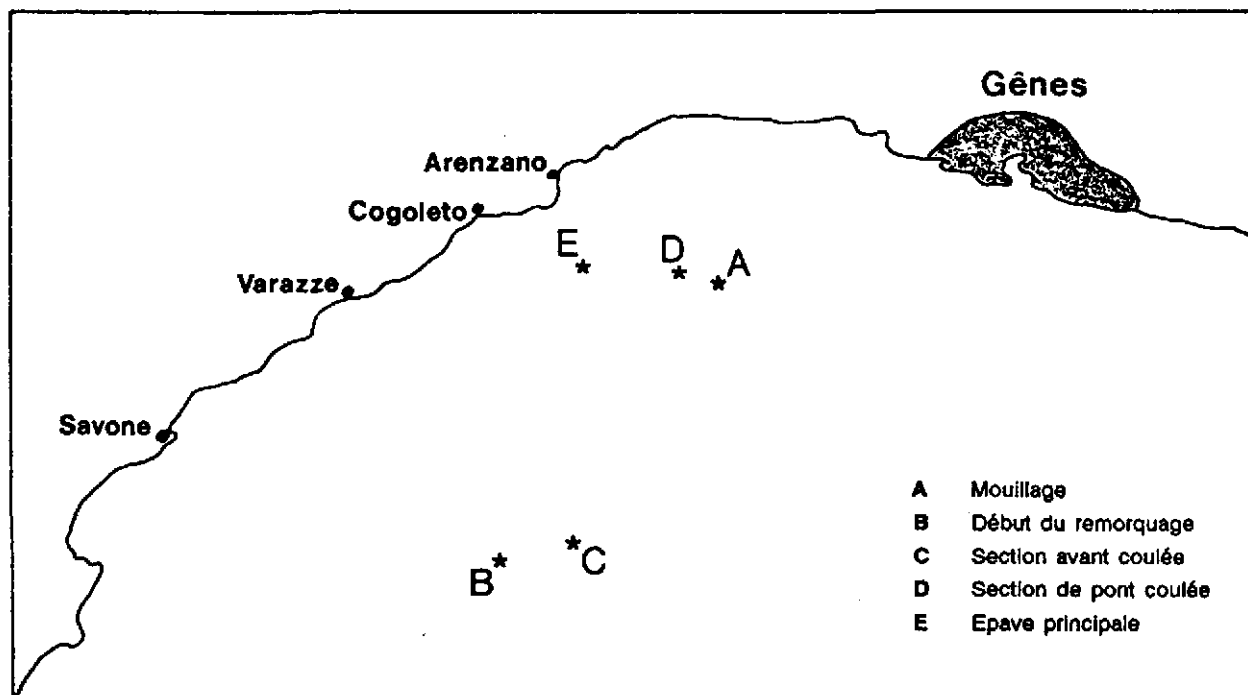 Gênes
Arenzano
Cogoleto
E
D
A
Varazze
Savone
B
C
A Mouillage
B Début du remorquage
C Section avant coulée
D Section de pont coulée
E Epave principale